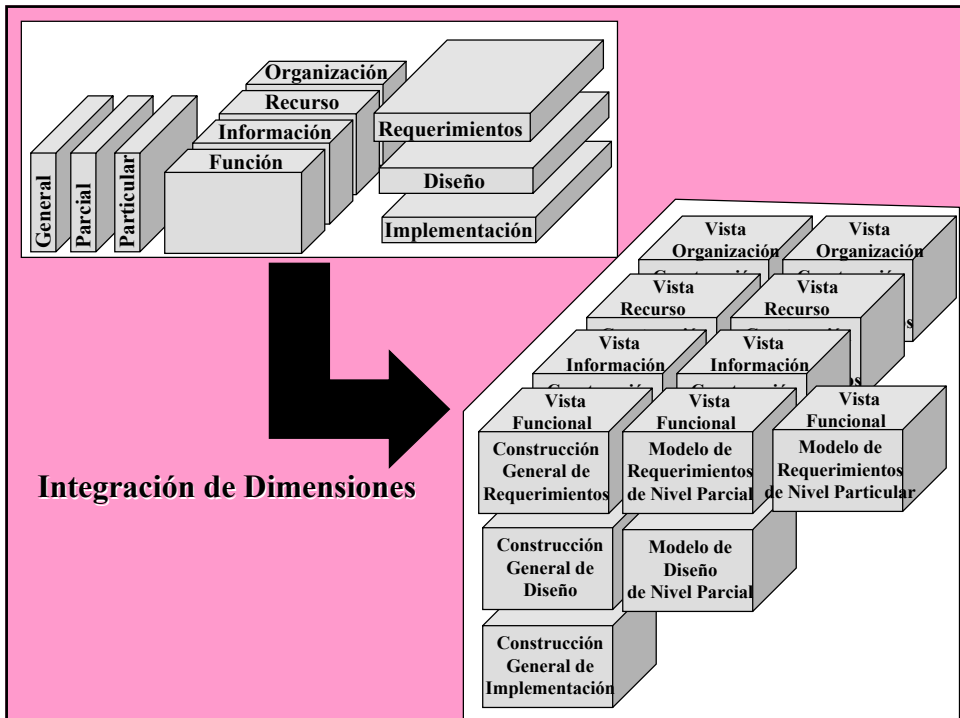 Organización
Recurso
Información
Función
General
Parcial
Particular
Requerimientos
Diseño
Implementación
Integración de Dimensiones
Vista
Organización
Vista
Organización
Vista
Recurso
Vista
Recurso
Vista
Información
Vista
Información
Vista
Funcional
Construcción
General de
Requerimientos
Vista
Funcional
Modelo de
Requerimientos
de Nivel Parcial
Vista
Funcional
Modelo de
Requerimientos
de Nivel Particular
Construcción
General de
Diseño
Modelo de
Diseño
de Nivel Parcial
Construcción
General de
Implementación